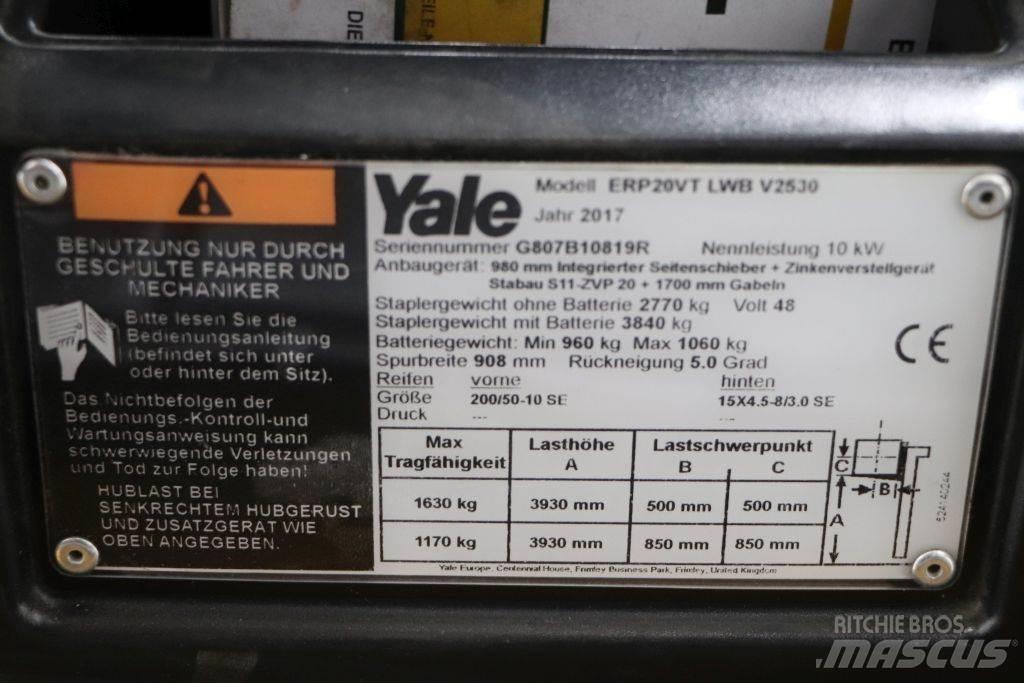 DIE
BENUTZUNG NUR DURCH
GESCHULTE FAHRER UND
MECHANIKER
Bitte lesen Sie die
Bedienungsanleitung
(befindet sich unter
oder hinter dem Sitz).
Das Nichtbefolgen der
Bedienungs.-Kontroll-und
Wartungsanweisung kann
schwerwiegende Verletzungen
und Tod zur Folge haben!
HUBLAST BEI
SENKRECHTEM HUBGERUST
UND ZUSATZGERAT WIE
OBEN ANGEGEBEN.
Yale
Modell ERP20VT LWB V2530
Jahr 2017
Seriennummer G807B10819R Nennleistung 10 kW
Anbaugerät: 980 mm Integrierter Seitenschieber + Zinkenverstellgerät
Stabau S11-ZVP 20 + 1700 mm Gabeln
Staplergewicht ohne Batterie 2770 kg Volt 48
Staplergewicht mit Batterie 3840 kg
Batteriegewicht: Min 960 kg Max 1060 kg
Spurbreite 908 mm Rückneigung 5.0 Grad
Reifen vorne hinten
Größe 200/50-10 SE 15X4.5-8/3.0 SE
Druck --- ---
CE
Max Tragfähigkeit Lasthöhe A Lastschwerpunkt B C
1630 kg 3930 mm 500 mm 500 mm
1170 kg 3930 mm 850 mm 850 mm
C
B
A
524140244
Yale Europe, Centennial House, Frimley Business Park, Frimley, United Kingdom
RITCHIE BROS.
MASCUS